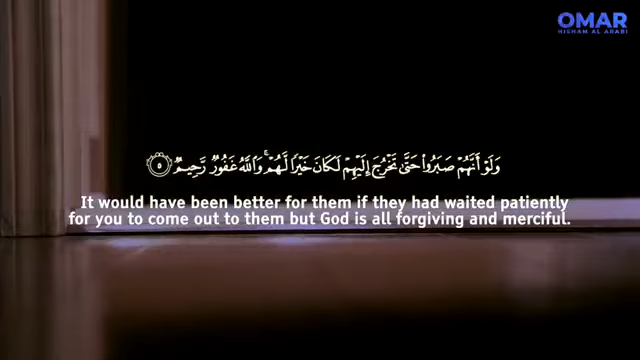 OMAR
HISHAM AL ARABI
وَلَوْ أَنَّهُمْ صَبَرُوا۟ حَتَّىٰ تَخْرُجَ إِلَيْهِمْ لَكَانَ خَيْرًا لَّهُمْ ۚ وَٱللَّهُ غَفُورٌ رَّحِيمٌ ٥
It would have been better for them if they had waited patiently
for you to come out to them but God is all forgiving and merciful.